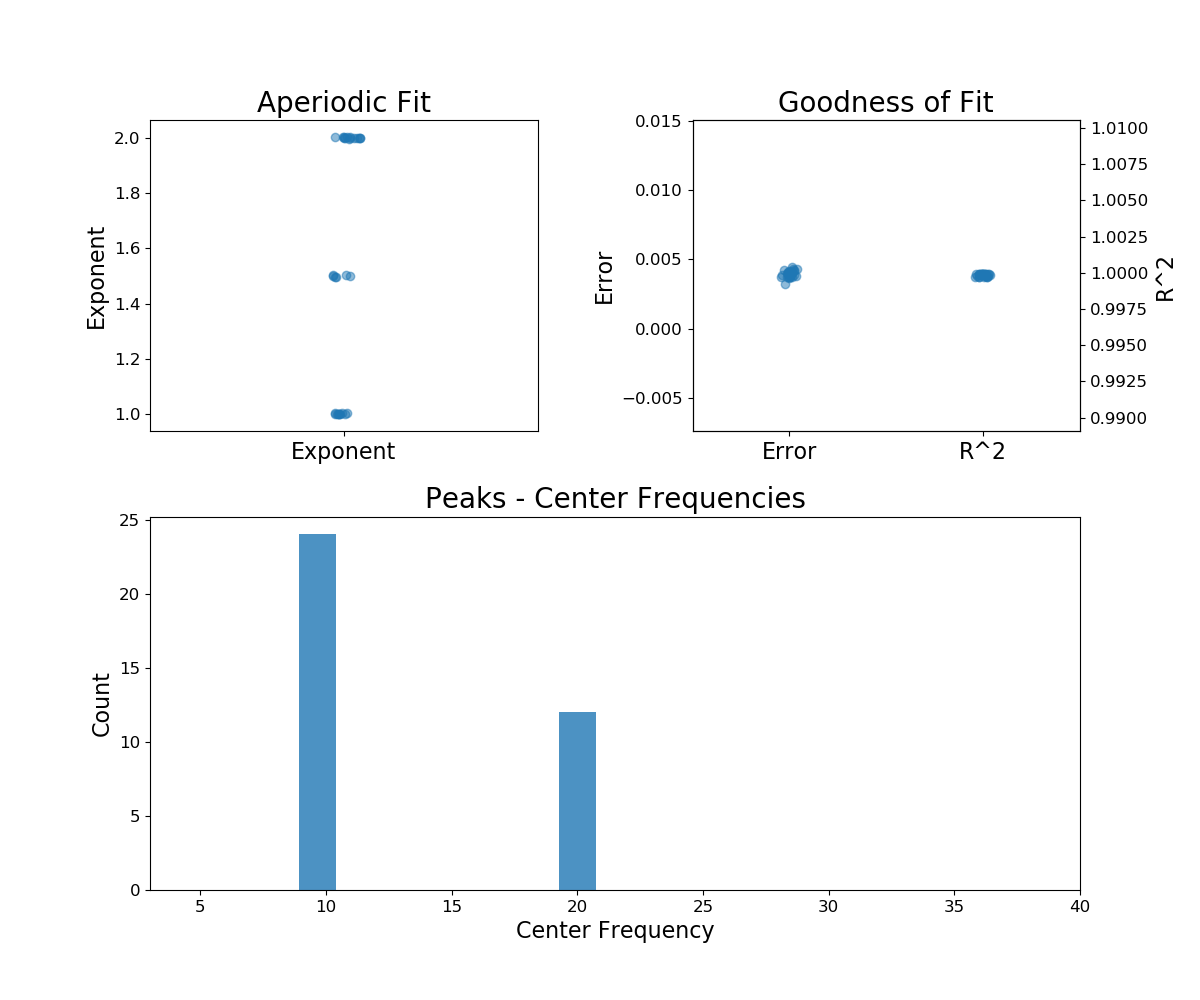 Aperiodic Fit
Exponent
2.0
1.8
1.6
1.4
1.2
1.0
Exponent
Goodness of Fit
Error
0.015
0.010
0.005
0.000
−0.005
Error R^2
1.0100
1.0075
1.0050
1.0025
1.0000
0.9975
0.9950
0.9925
0.9900
R^2
Peaks - Center Frequencies
Count
25
20
15
10
5
0
5 10 15 20 25 30 35 40
Center Frequency